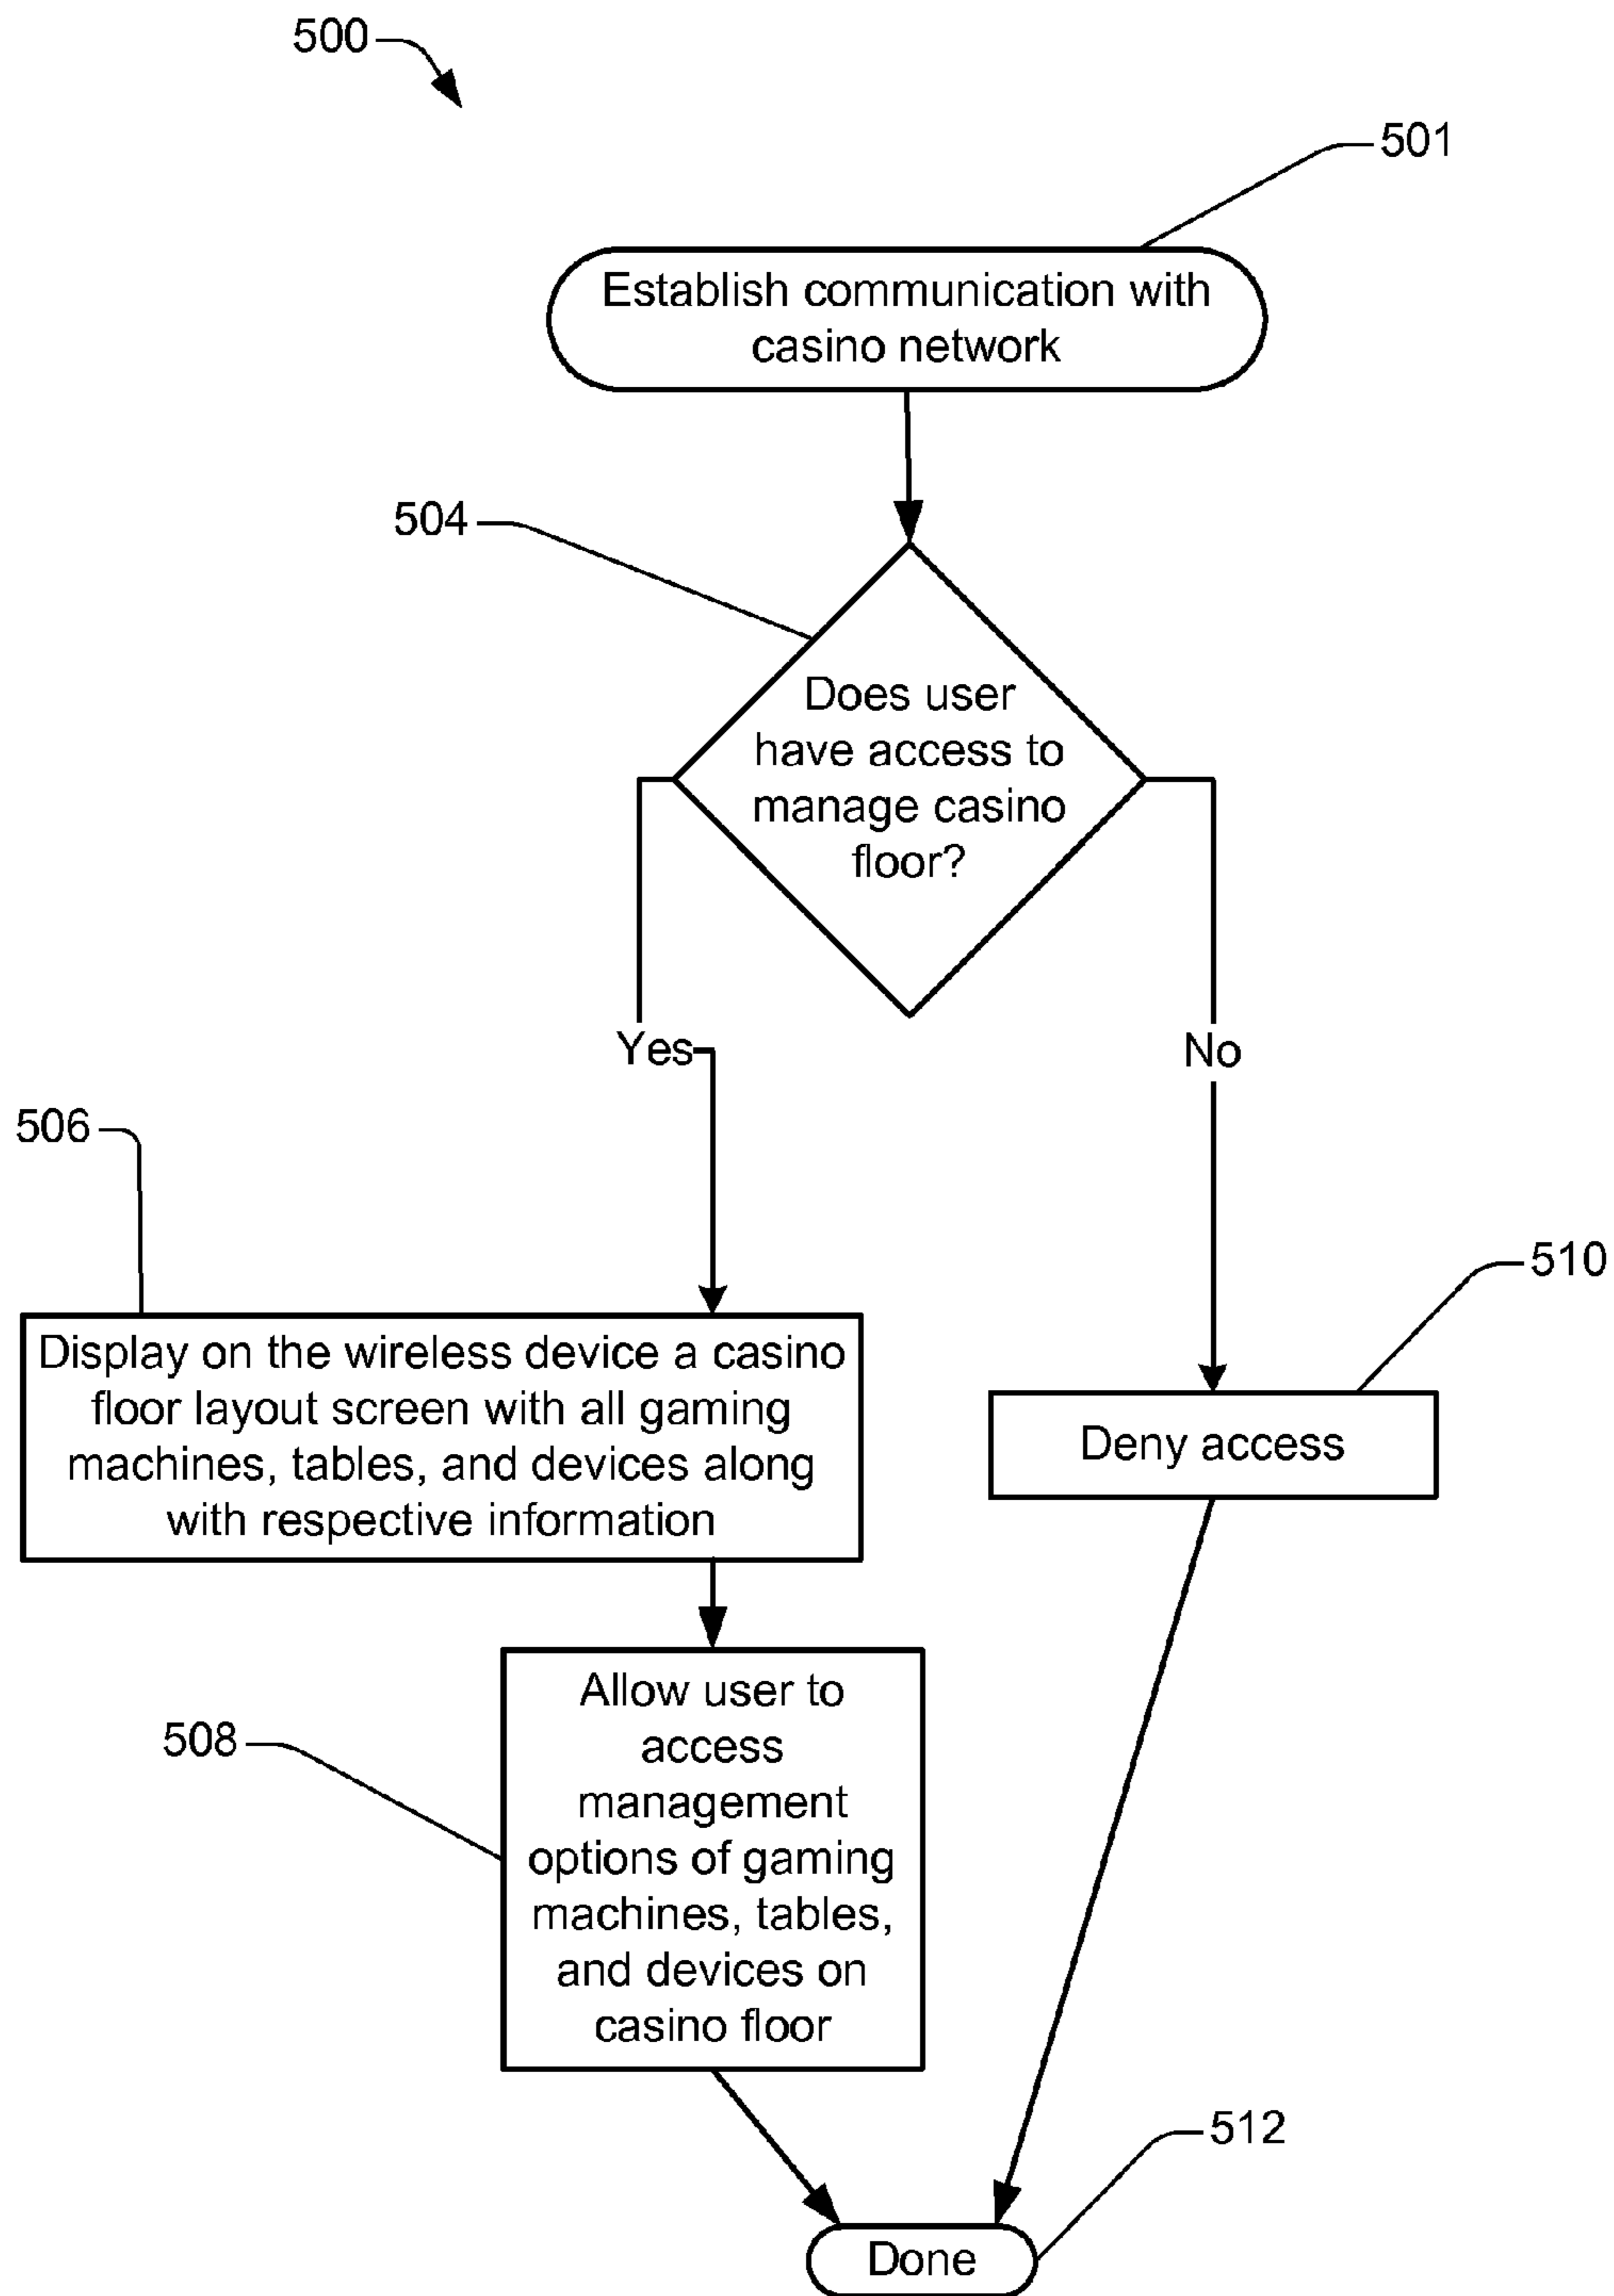 500
501
Establish communication with
casino network
504
Does user
have access to
manage casino
floor?
Yes
No
506
510
Display on the wireless device a casino
floor layout screen with all gaming
machines, tables, and devices along
with respective information
Deny access
508
Allow user to
access
management
options of gaming
machines, tables,
and devices on
casino floor
512
Done